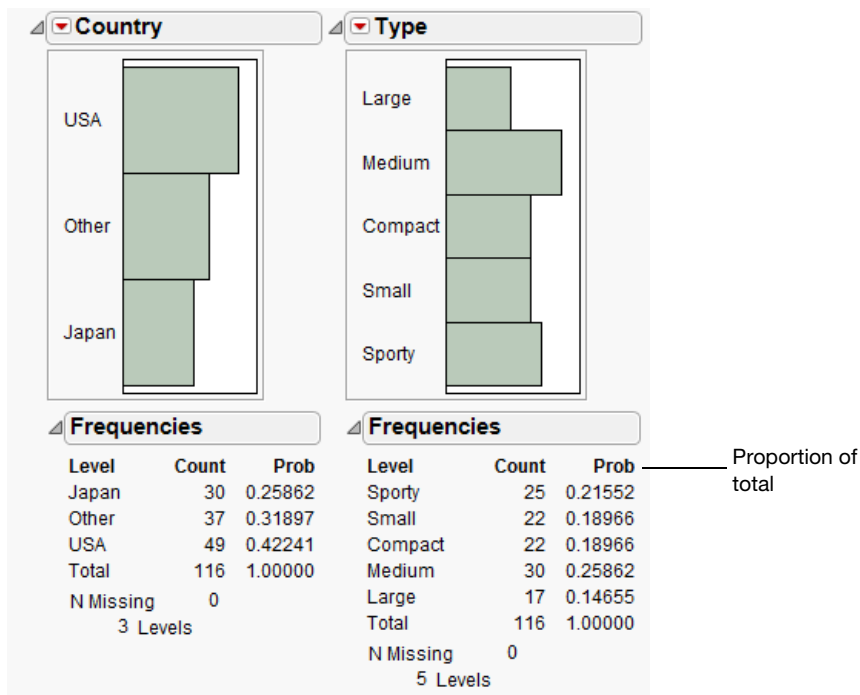 Country
USA
Other
Japan
Frequencies
Level Count Prob
Japan 30 0.25862
Other 37 0.31897
USA 49 0.42241
Total 116 1.00000
N Missing 0
3 Levels
Type
Large
Medium
Compact
Small
Sporty
Frequencies
Level Count Prob
Sporty 25 0.21552
Small 22 0.18966
Compact 22 0.18966
Medium 30 0.25862
Large 17 0.14655
Total 116 1.00000
N Missing 0
5 Levels
Proportion of
total